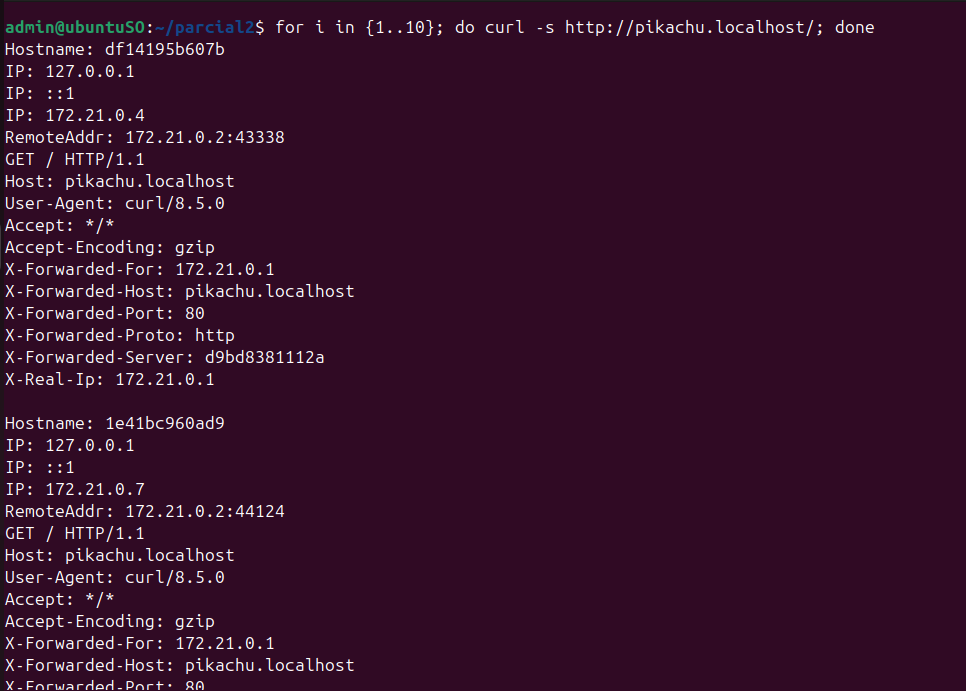 admin@ubuntuSO:~/parcial2$ for i in {1..10}; do curl -s http://pikachu.localhost/; done
Hostname: df14195b607b
IP: 127.0.0.1
IP: ::1
IP: 172.21.0.4
RemoteAddr: 172.21.0.2:43338
GET / HTTP/1.1
Host: pikachu.localhost
User-Agent: curl/8.5.0
Accept: */*
Accept-Encoding: gzip
X-Forwarded-For: 172.21.0.1
X-Forwarded-Host: pikachu.localhost
X-Forwarded-Port: 80
X-Forwarded-Proto: http
X-Forwarded-Server: d9bd8381112a
X-Real-Ip: 172.21.0.1

Hostname: 1e41bc960ad9
IP: 127.0.0.1
IP: ::1
IP: 172.21.0.7
RemoteAddr: 172.21.0.2:44124
GET / HTTP/1.1
Host: pikachu.localhost
User-Agent: curl/8.5.0
Accept: */*
Accept-Encoding: gzip
X-Forwarded-For: 172.21.0.1
X-Forwarded-Host: pikachu.localhost
X-Forwarded-Port: 80